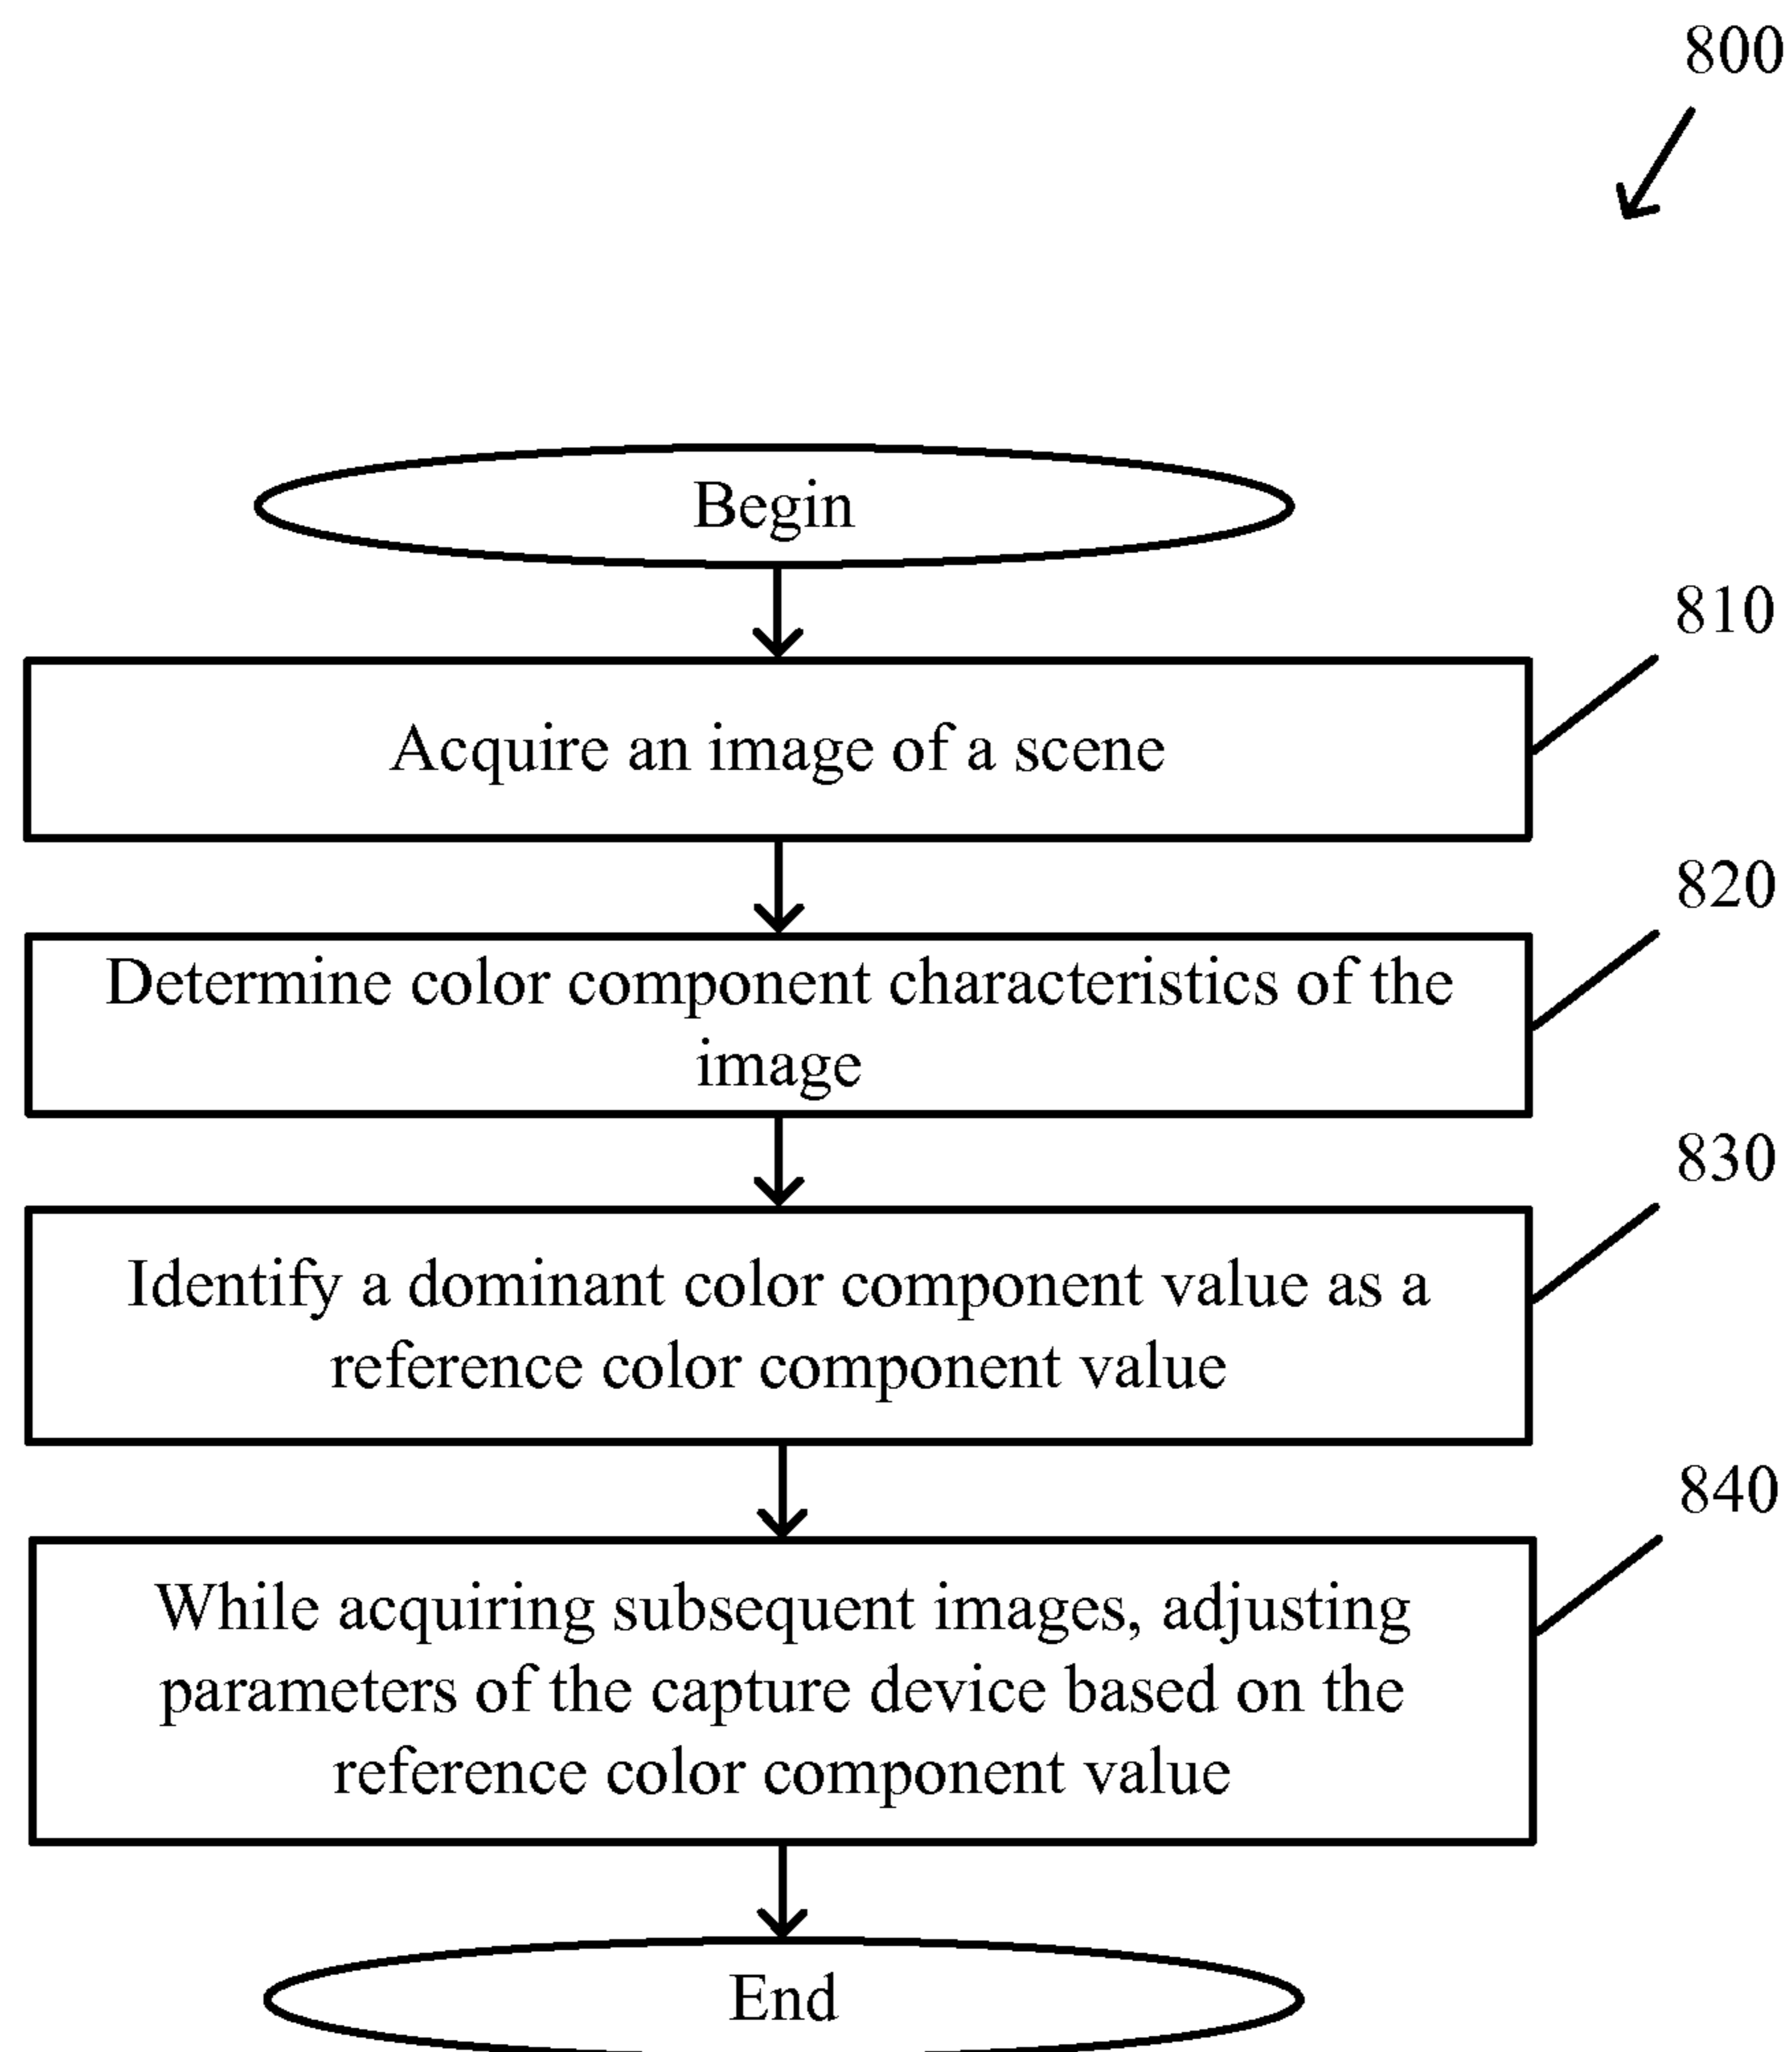 800
Begin
810
Acquire an image of a scene
820
Determine color component characteristics of the
image
830
Identify a dominant color component value as a
reference color component value
840
While acquiring subsequent images, adjusting
parameters of the capture device based on the
reference color component value
End